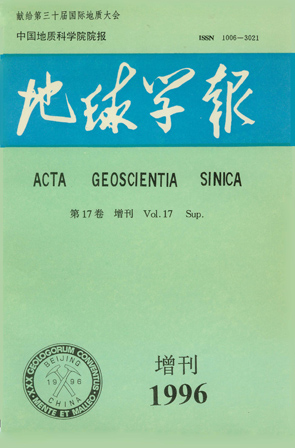 献给第三十届国际地质大会
中国地质科学院院报
ISSN 1006—3021
地球学报
ACTA GEOSCIENTIA SINICA
第17卷 增刊 Vol.17 Sup.
XXX GEOLOGORUM CONVENTUS
BEIJING
1996
CHINA
MENTE ET MALLEO
增刊
1996